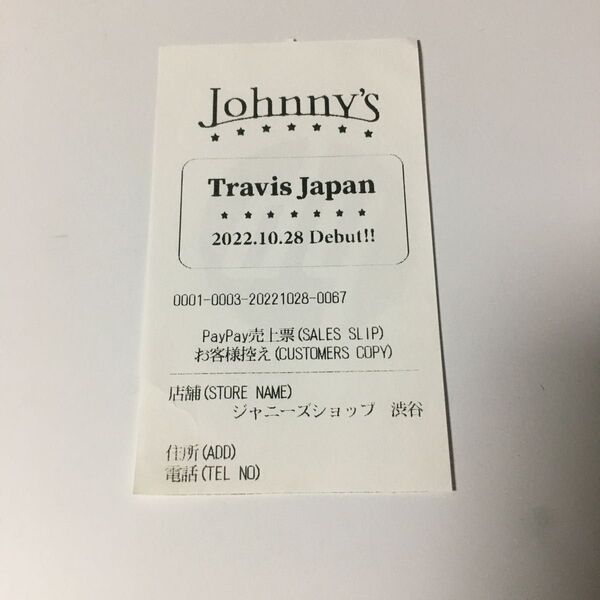 Johnny's
Travis Japan
2022.10.28 Debut!!
0001-0003-20221028-0067
PayPay売上票(SALES SLIP)
お客様控え(CUSTOMERS COPY)
店舗(STORE NAME)
ジャニーズショップ 渋谷
住所(ADD)
電話(TEL NO)